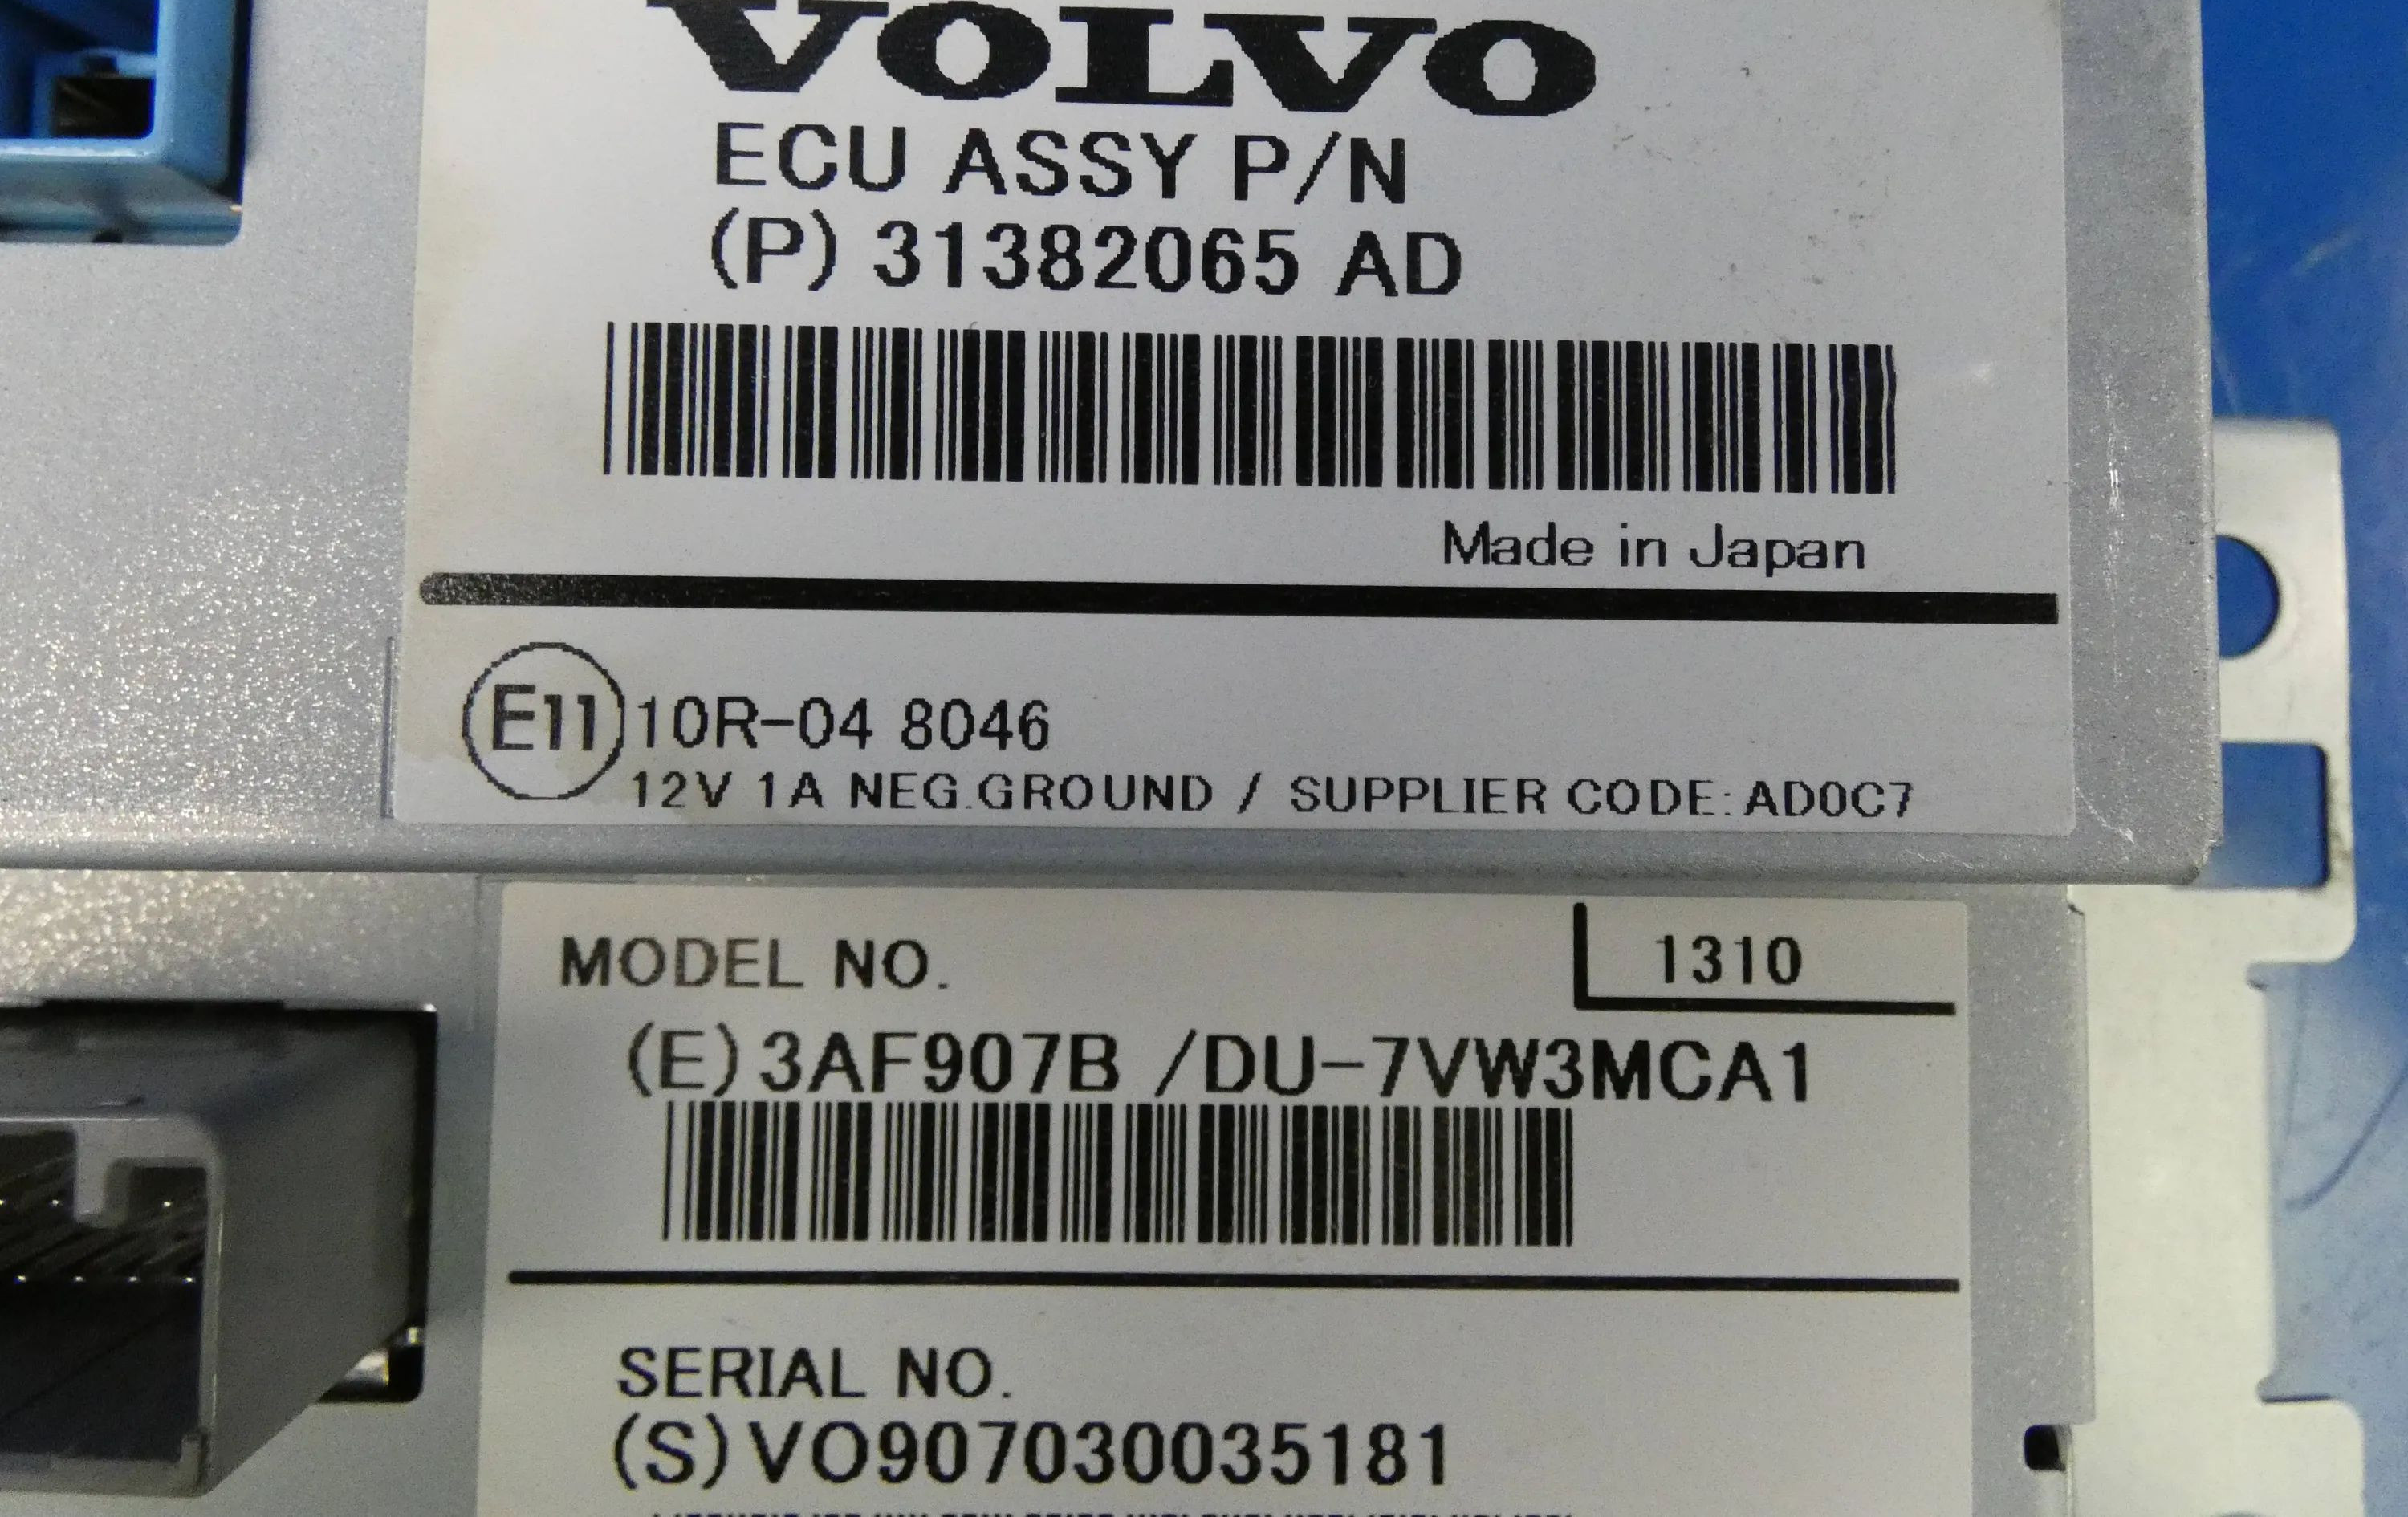 VOLVO
ECU ASSY P/N
(P) 31382065 AD
Made in Japan
E11 10R-04 8046
12V 1A NEG.GROUND / SUPPLIER CODE: AD0C7
MODEL NO.
1310
(E) 3AF907B /DU-7VW3MCA1
SERIAL NO.
(S) VO907030035181